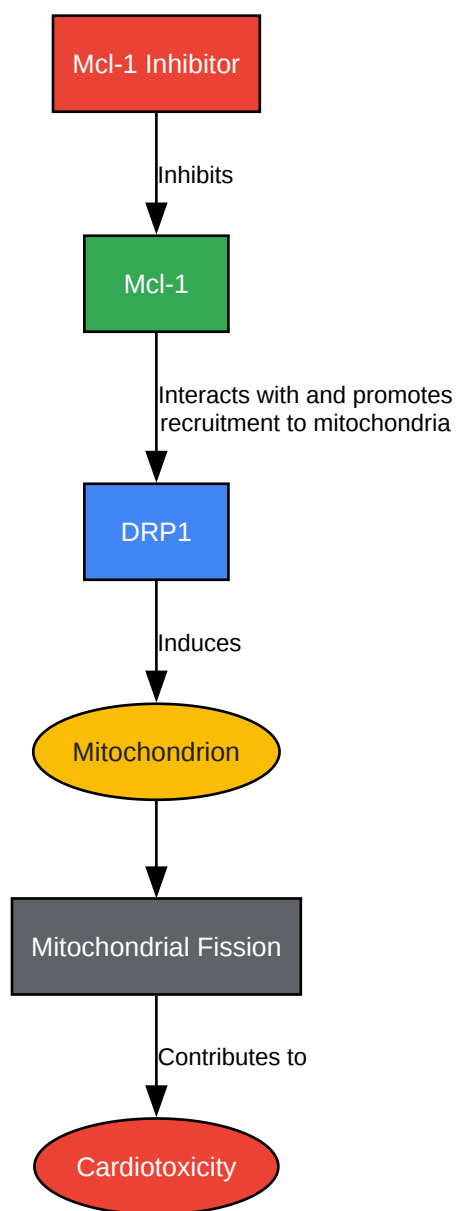 Mcl-1 Inhibitor
Inhibits
Mcl-1
Interacts with and promotes
recruitment to mitochondria
DRP1
Induces
Mitochondrion
Mitochondrial Fission
Contributes to
Cardiotoxicity